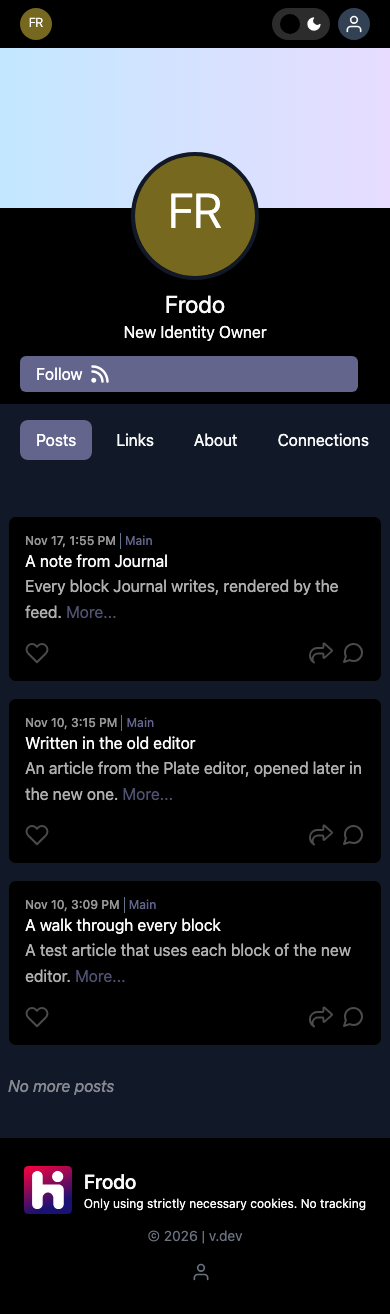 FR
FR
Frodo
New Identity Owner
Follow
Posts
Links
About
Connections
Nov 17, 1:55 PM | Main
A note from Journal
Every block Journal writes, rendered by the
feed. More...
Nov 10, 3:15 PM | Main
Written in the old editor
An article from the Plate editor, opened later in
the new one. More...
Nov 10, 3:09 PM | Main
A walk through every block
A test article that uses each block of the new
editor. More...
No more posts
hi
Frodo
Only using strictly necessary cookies. No tracking
© 2026 | v.dev